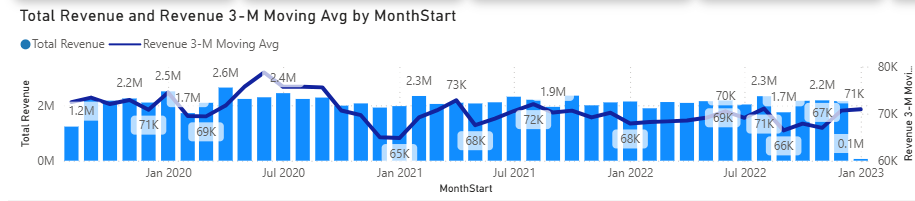 Total Revenue and Revenue 3-M Moving Avg by MonthStart
Total Revenue Revenue 3-M Moving Avg
Total Revenue
2M
0M
1.2M
2.2M
71K
2.5M
1.7M
69K
2.6M
2.4M
65K
2.3M
73K
68K
72K
1.9M
68K
70K
69K
2.3M
71K
1.7M
66K
2.2M
67K
71K
0.1M
80K
70K
60K
Revenue 3-M Movi...
Jan 2020 Jul 2020 Jan 2021 Jul 2021 Jan 2022 Jul 2022 Jan 2023
MonthStart